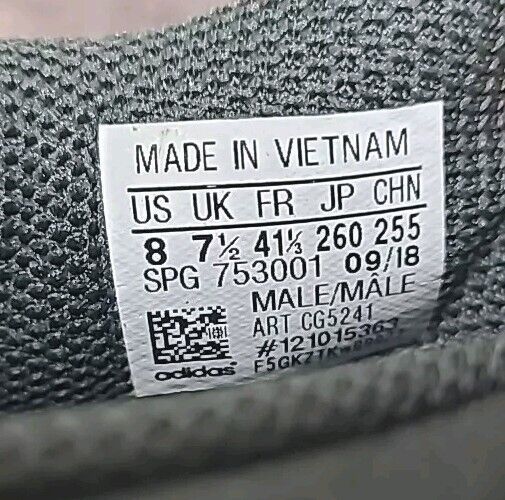 MADE IN VIETNAM
US UK FR JP CHN
8 7½ 41⅓ 260 255
SPG 753001 09/18
MALE/MÂLE
ART CG5241
#121015363
adidas